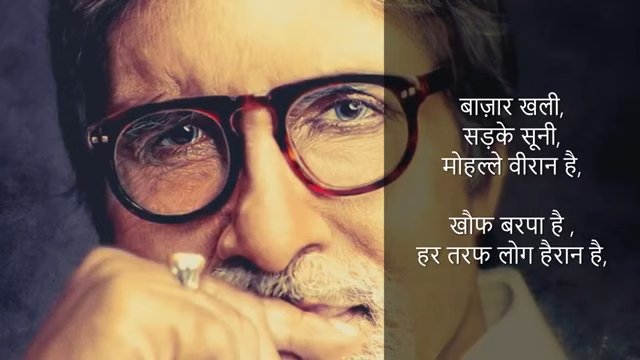 बाज़ार खली,
सड़के सूनी,
मोहल्ले वीरान है,
खौफ बरपा है ,
हर तरफ लोग हैरान है,